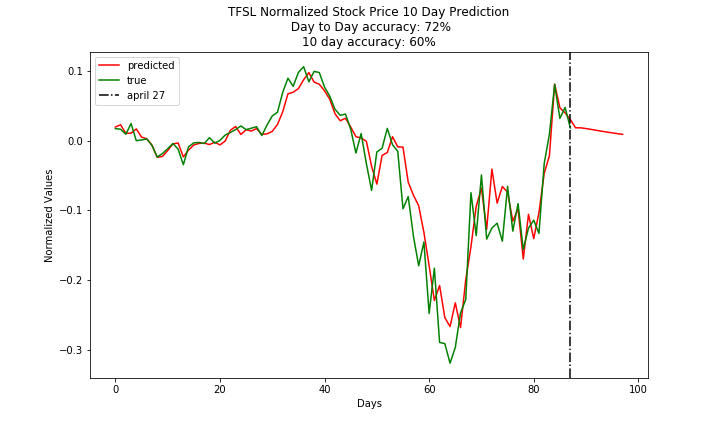 TFSL Normalized Stock Price 10 Day Prediction
Day to Day accuracy: 72%
10 day accuracy: 60%
predicted
true
april 27
0.1
0.0
−0.1
−0.2
−0.3
Normalized Values
0 20 40 60 80 100
Days